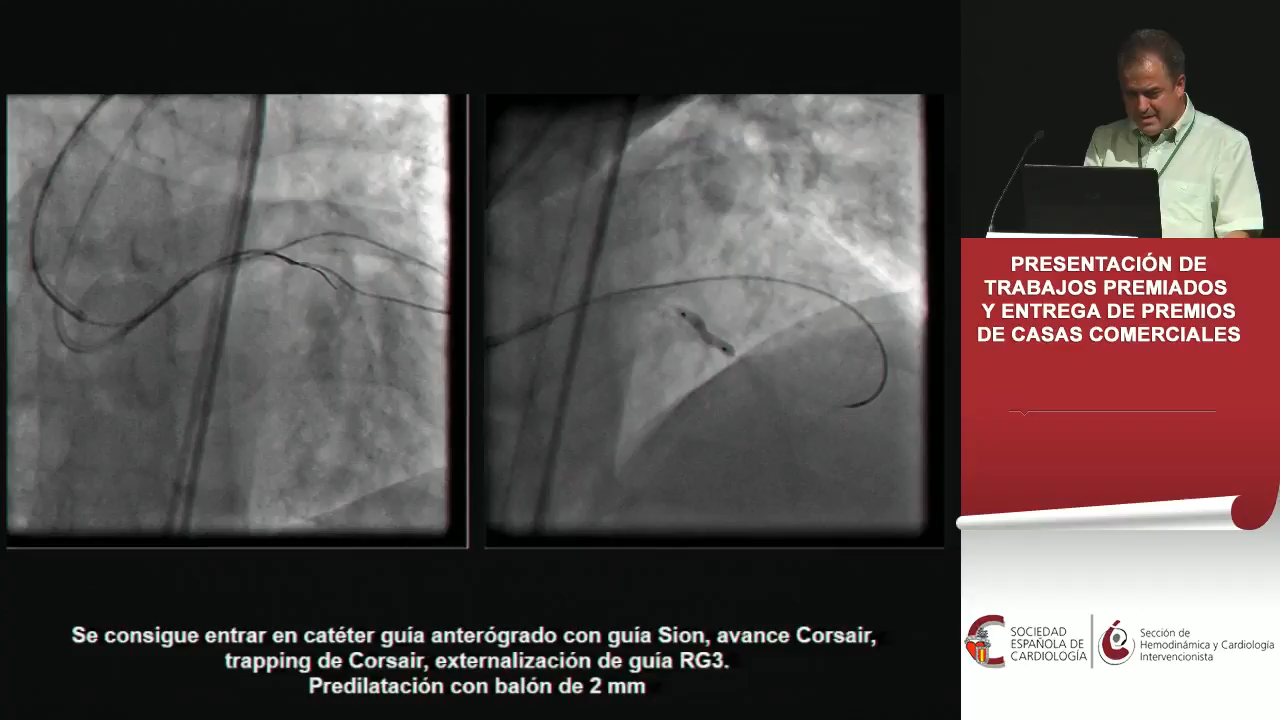 Se consigue entrar en catéter guía anterógrado con guía Sion, avance Corsair,
trapping de Corsair, externalización de guía RG3.
Predilatación con balón de 2 mm
PRESENTACIÓN DE
TRABAJOS PREMIADOS
Y ENTREGA DE PREMIOS
DE CASAS COMERCIALES
SOCIEDAD
ESPAÑOLA DE
CARDIOLOGÍA
Sección de
Hemodinámica y Cardiología
Intervencionista